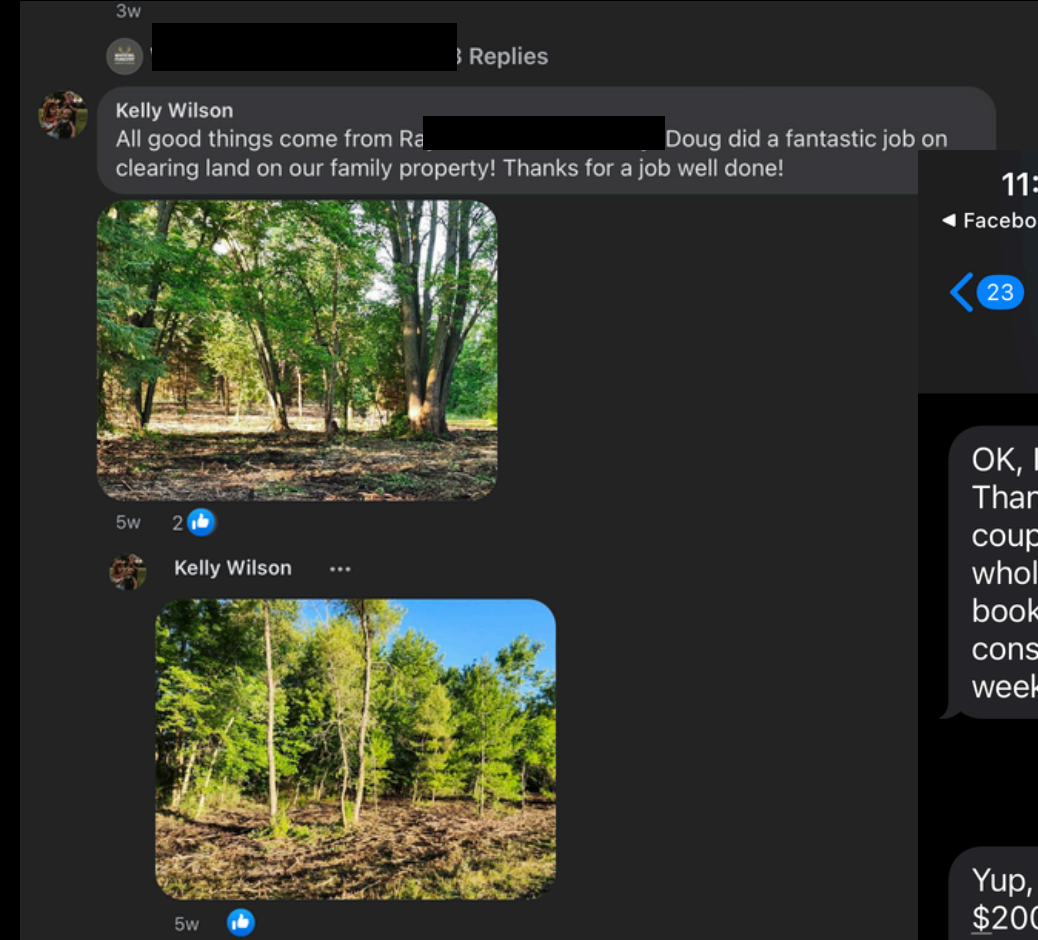 3w
3 Replies
Kelly Wilson
All good things come from Ra Doug did a fantastic job on
clearing land on our family property! Thanks for a job well done!
5w 2
Kelly Wilson ...
5w
11:
◀ Facebo
23
OK,
Than
coup
whol
book
cons
week
Yup,
$200